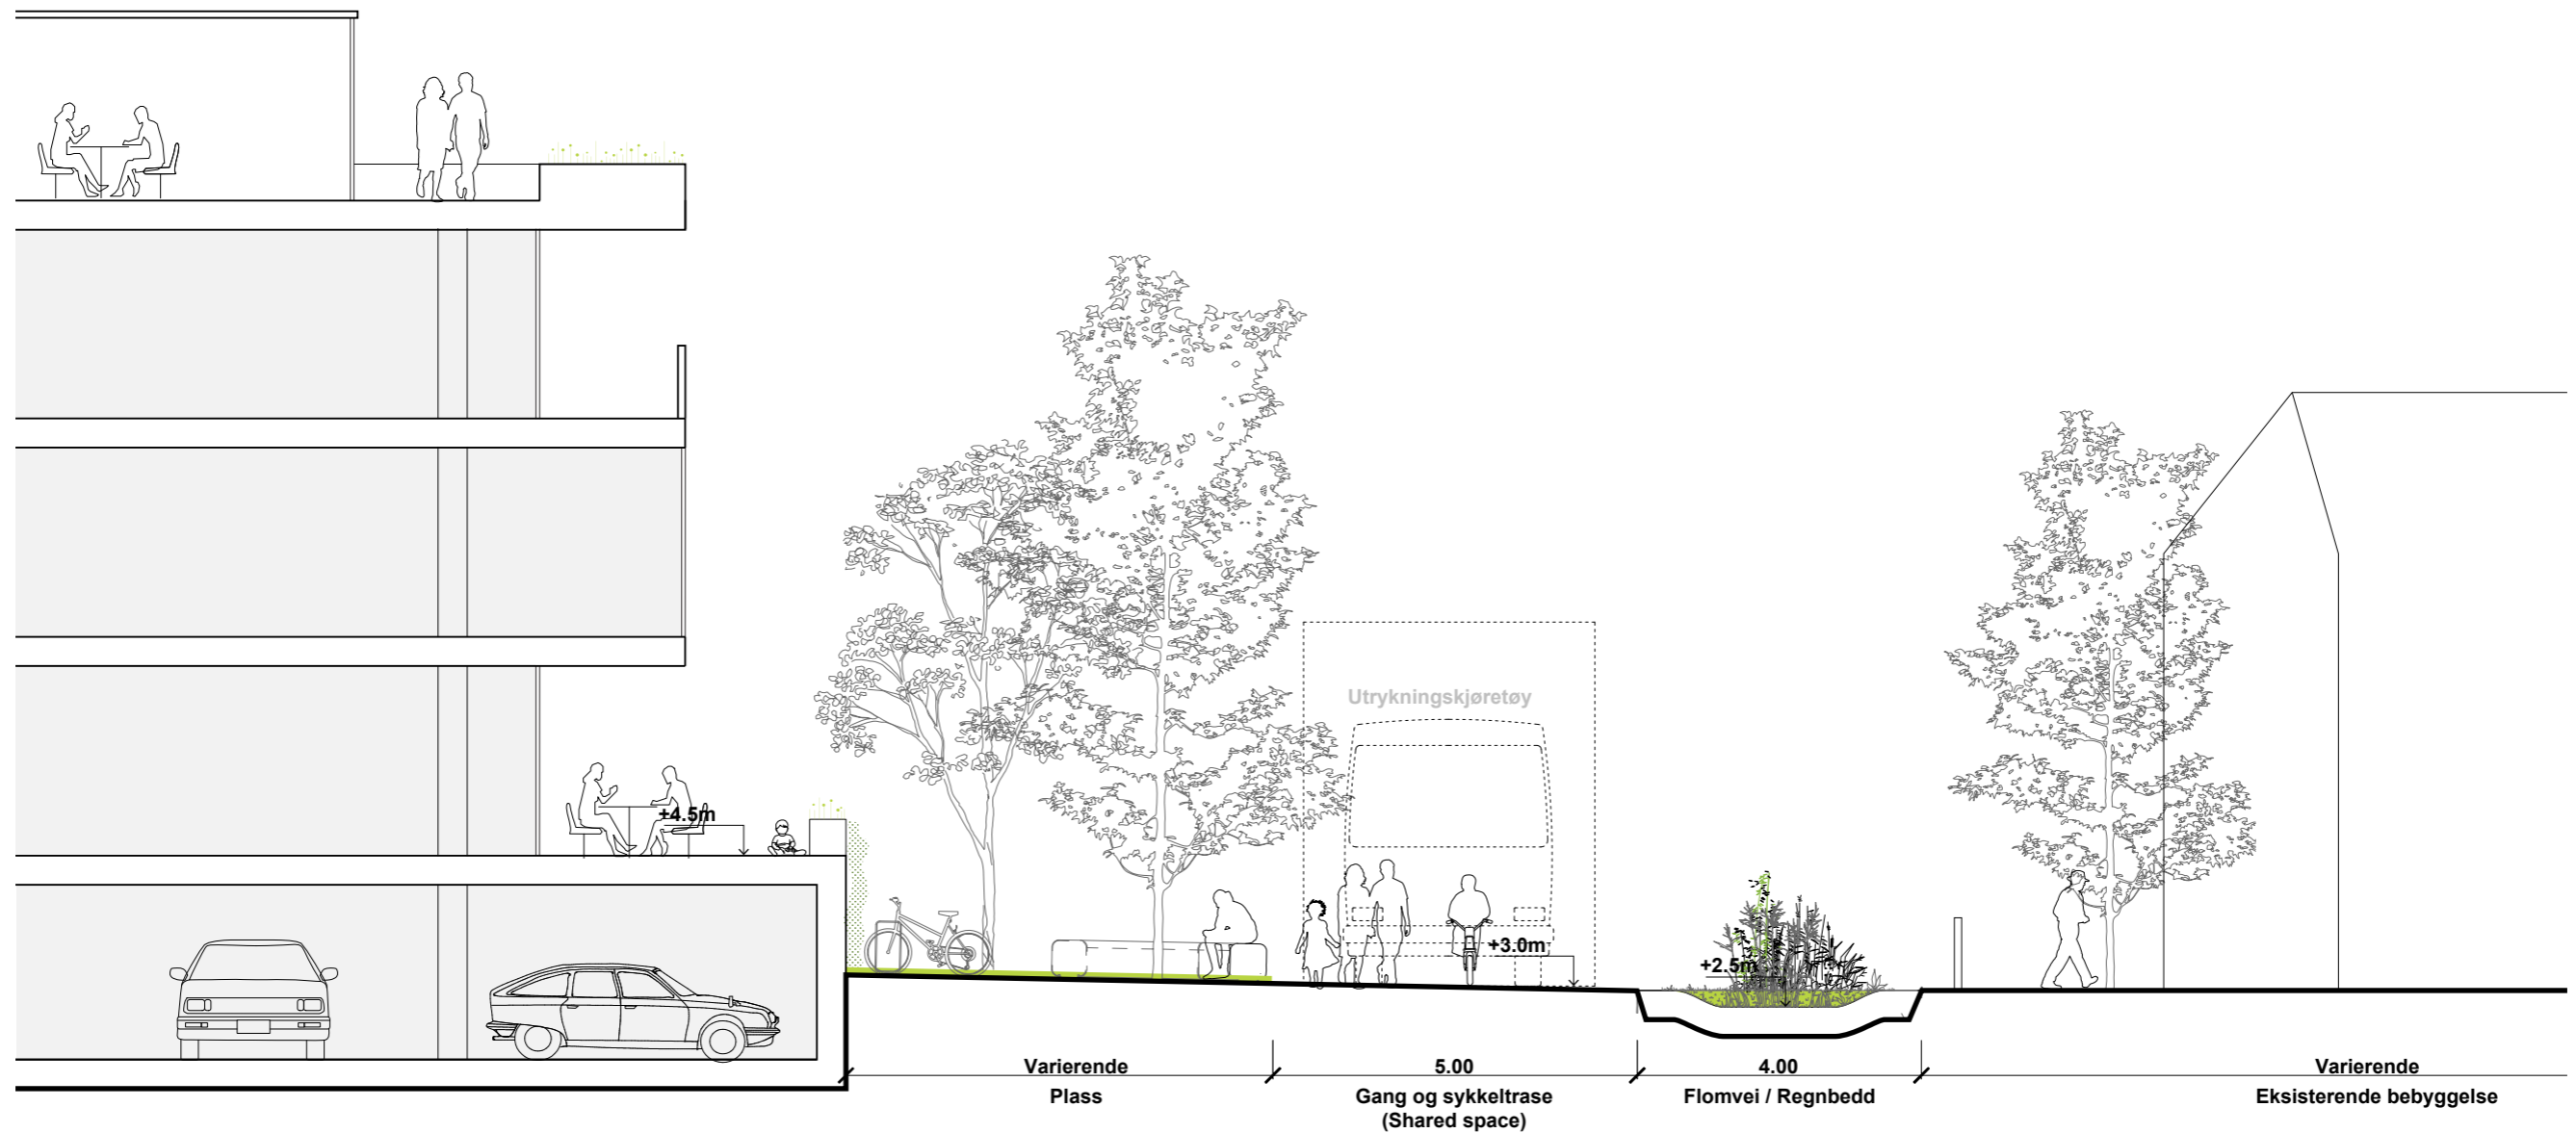 Utrykningskjøretøy
+4.5m
+3.0m
+2.5m
Varierende
Plass
5.00
Gang og sykkeltrase
(Shared space)
4.00
Flomvei / Regnbedd
Varierende
Eksisterende bebyggelse